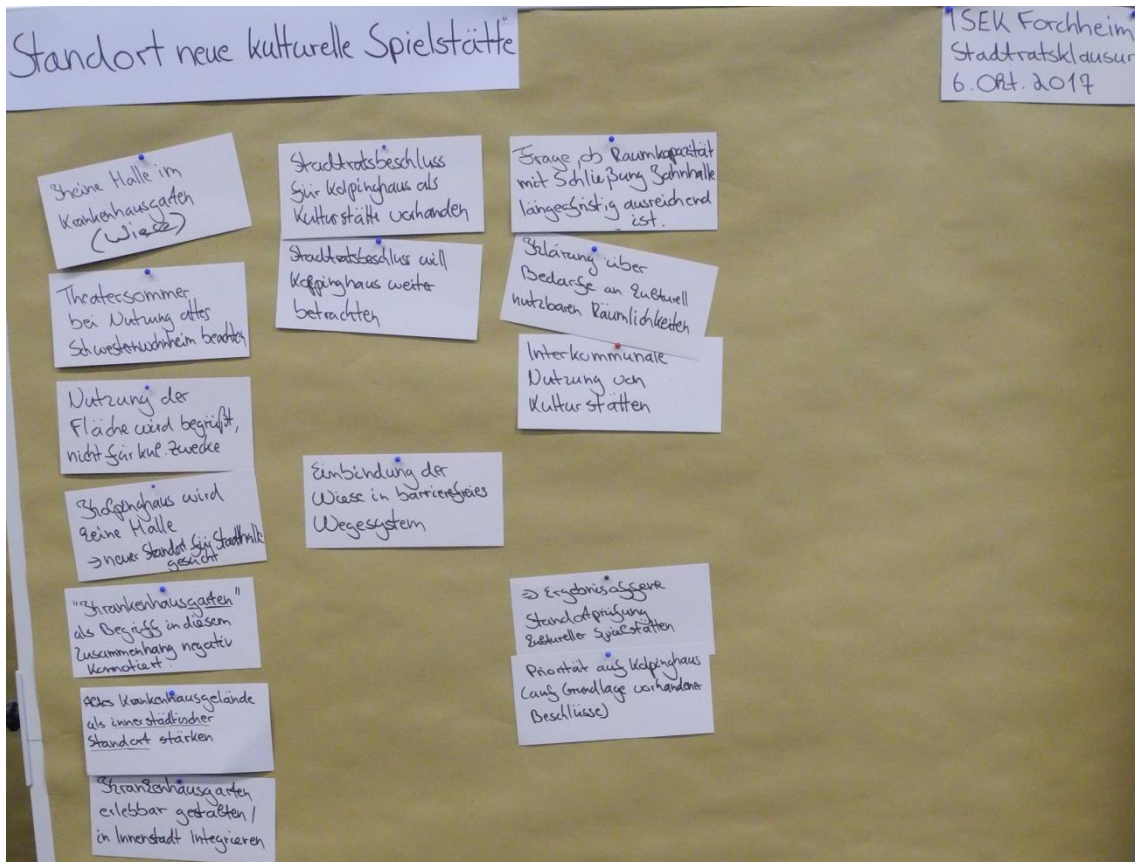 Standort neue kulturelle Spielstätte
ISEK Forchheim
Stadtratsklausur
6. Okt. 2017
Keine Halle im
Krankenhausgarten
(Wiese)
Theatersommer
bei Nutzung altes
Schwesternwohnheim beachten
Nutzung der
Fläche wird begrüßt,
nicht für kul. Zwecke
Kolpinghaus wird
keine Halle
→ neuer Standort für Stadthalle
gesucht
"Krankenhausgarten"
als Begriff in diesem
Zusammenhang negativ
konnotiert.
Altes Krankenhausgelände
als innerstädtischer
Standort stärken
Krankenhausgarten
erlebbar gestalten /
in Innenstadt Integrieren
Stadtratsbeschluss
für Kolpinghaus als
Kulturstätte vorhanden
Stadtratsbeschluss will
Kolpinghaus weiter
betrachten
Einbindung der
Wiese in barrierefreies
Wegesystem
Frage, ob Raumkapazität
mit Schließung Jahnhalle
längerfristig ausreichend
ist.
Klärung über
Bedarfe an kulturell
nutzbaren Räumlichkeiten
Interkommunale
Nutzung von
Kulturstätten
→ Ergebnisoffene
Standortprüfung
kultureller Spielstätten
Priorität auf Kolpinghaus
(auf Grundlage vorhandener
Beschlüsse)